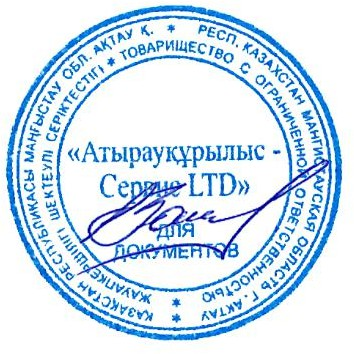 ҚАЗАҚСТАН РЕСПУБЛИКАСЫ МАҢҒЫСТАУ ОБЛ. АҚТАУ Қ. * РЕСП. КАЗАХСТАН МАНГИСТАУСКАЯ ОБЛАСТЬ Г. АКТАУ *
ЖАУАПКЕРШІЛІГІ ШЕКТЕУЛІ СЕРІКТЕСТІГІ * ТОВАРИЩЕСТВО С ОГРАНИЧЕННОЙ ОТВЕТСТВЕННОСТЬЮ *
«Атырауқұрылыс -
Сервис LTD»
ДЛЯ
ДОКУМЕНТОВ